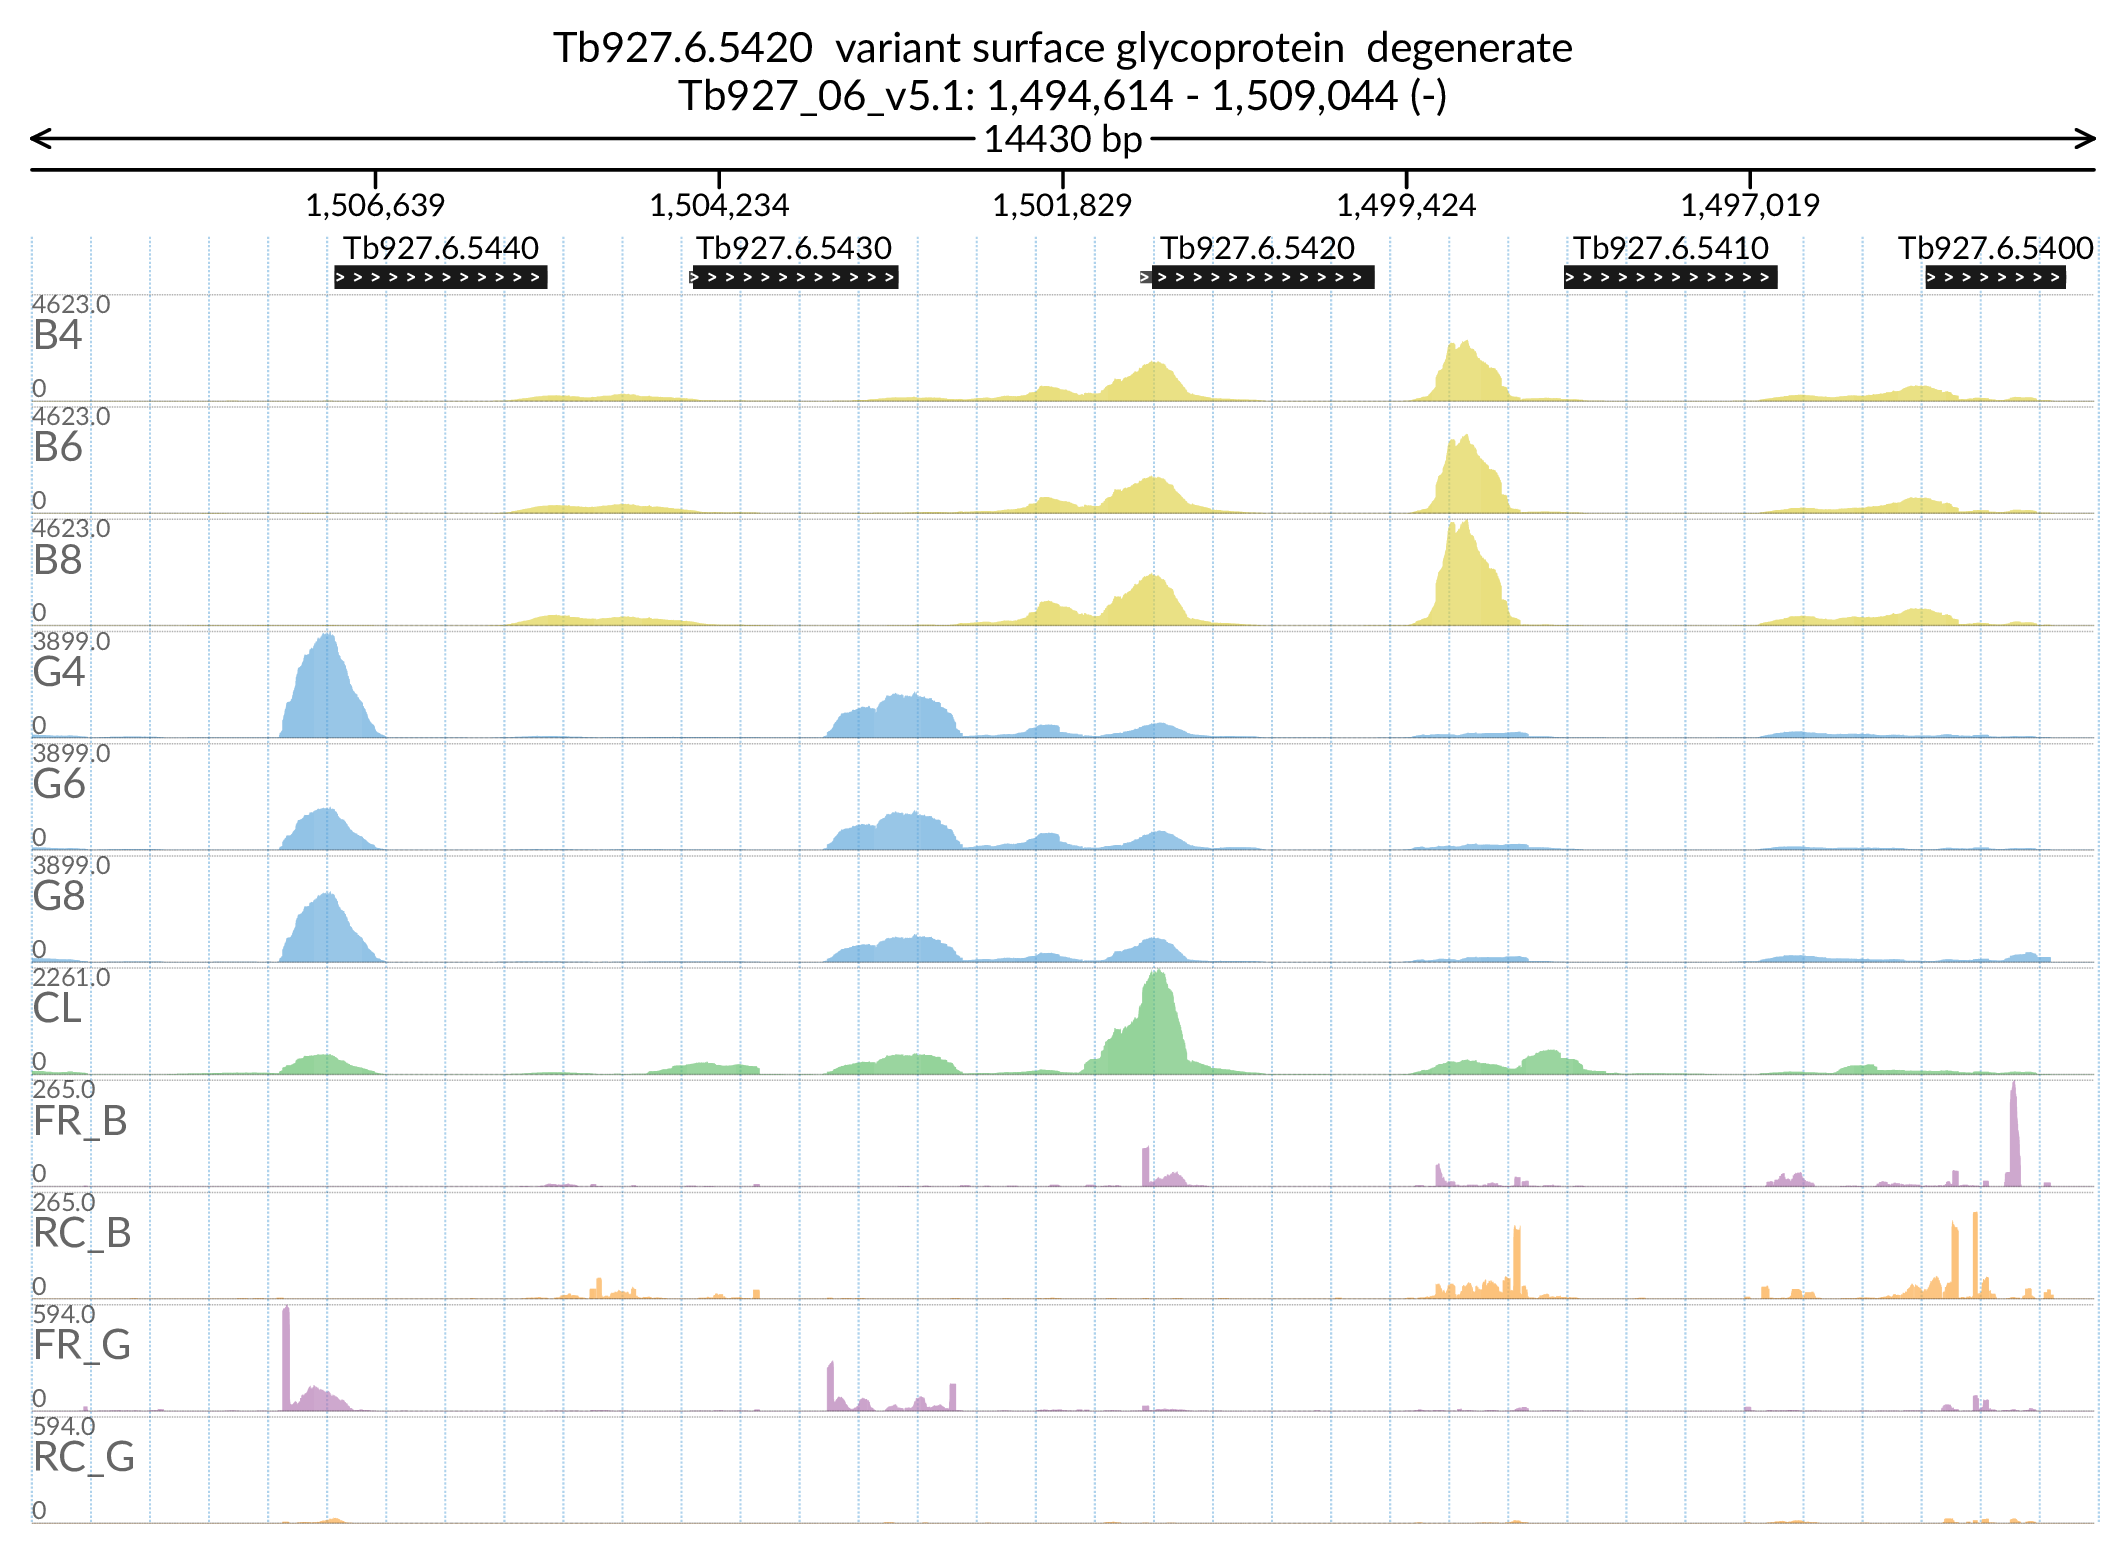 Tb927.6.5420 variant surface glycoprotein degenerate
Tb927_06_v5.1: 1,494,614 - 1,509,044 (-)
14430 bp
1,506,639 1,504,234 1,501,829 1,499,424 1,497,019
Tb927.6.5440 Tb927.6.5430 Tb927.6.5420 Tb927.6.5410 Tb927.6.5400
4623.0
B4
0
4623.0
B6
0
4623.0
B8
0
3899.0
G4
0
3899.0
G6
0
3899.0
G8
0
2261.0
CL
0
265.0
FR_B
0
265.0
RC_B
0
594.0
FR_G
0
594.0
RC_G
0